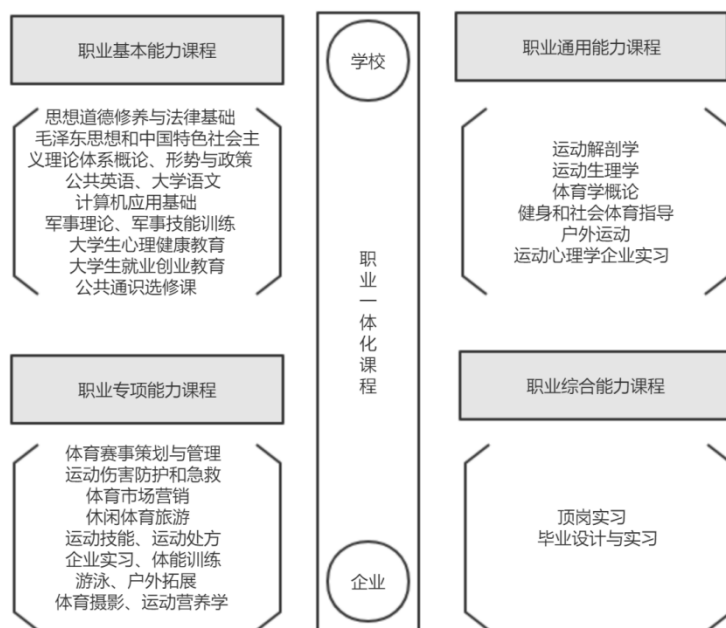 职业基本能力课程
思想道德修养与法律基础
毛泽东思想和中国特色社会主
义理论体系概论、形势与政策
公共英语、大学语文
计算机应用基础
军事理论、军事技能训练
大学生心理健康教育
大学生就业创业教育
公共通识选修课
学校
职业一体化课程
企业
职业通用能力课程
运动解剖学
运动生理学
体育学概论
健身和社会体育指导
户外运动
运动心理学企业实习
职业专项能力课程
体育赛事策划与管理
运动伤害防护和急救
体育市场营销
休闲体育旅游
运动技能、运动处方
企业实习、体能训练
游泳、户外拓展
体育摄影、运动营养学
职业综合能力课程
顶岗实习
毕业设计与实习